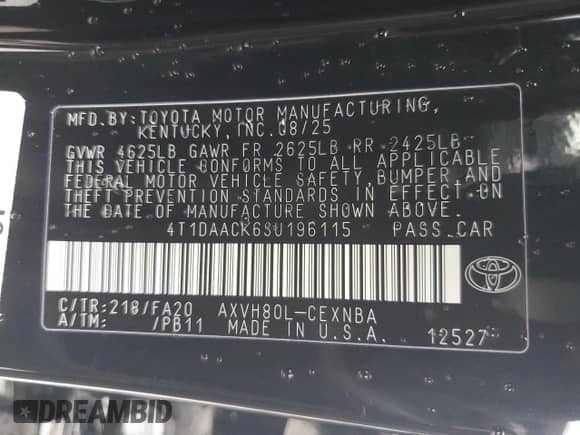 MFD.BY:TOYOTA MOTOR MANUFACTURING,
KENTUCKY,INC.08/25
GVWR 4625LB GAWR FR 2625LB RR 2425LB
THIS VEHICLE CONFORMS TO ALL APPLICABLE
FEDERAL MOTOR VEHICLE SAFETY, BUMPER AND
THEFT PREVENTION STANDARDS IN EFFECT ON
THE DATE OF MANUFACTURE SHOWN ABOVE.
4T1DAACK6SU196115 PASS.CAR
C/TR:218/FA20 AXVH80L-CEXNBA
A/TM: /PB11 MADE IN U.S.A. 12527
DREAMBID